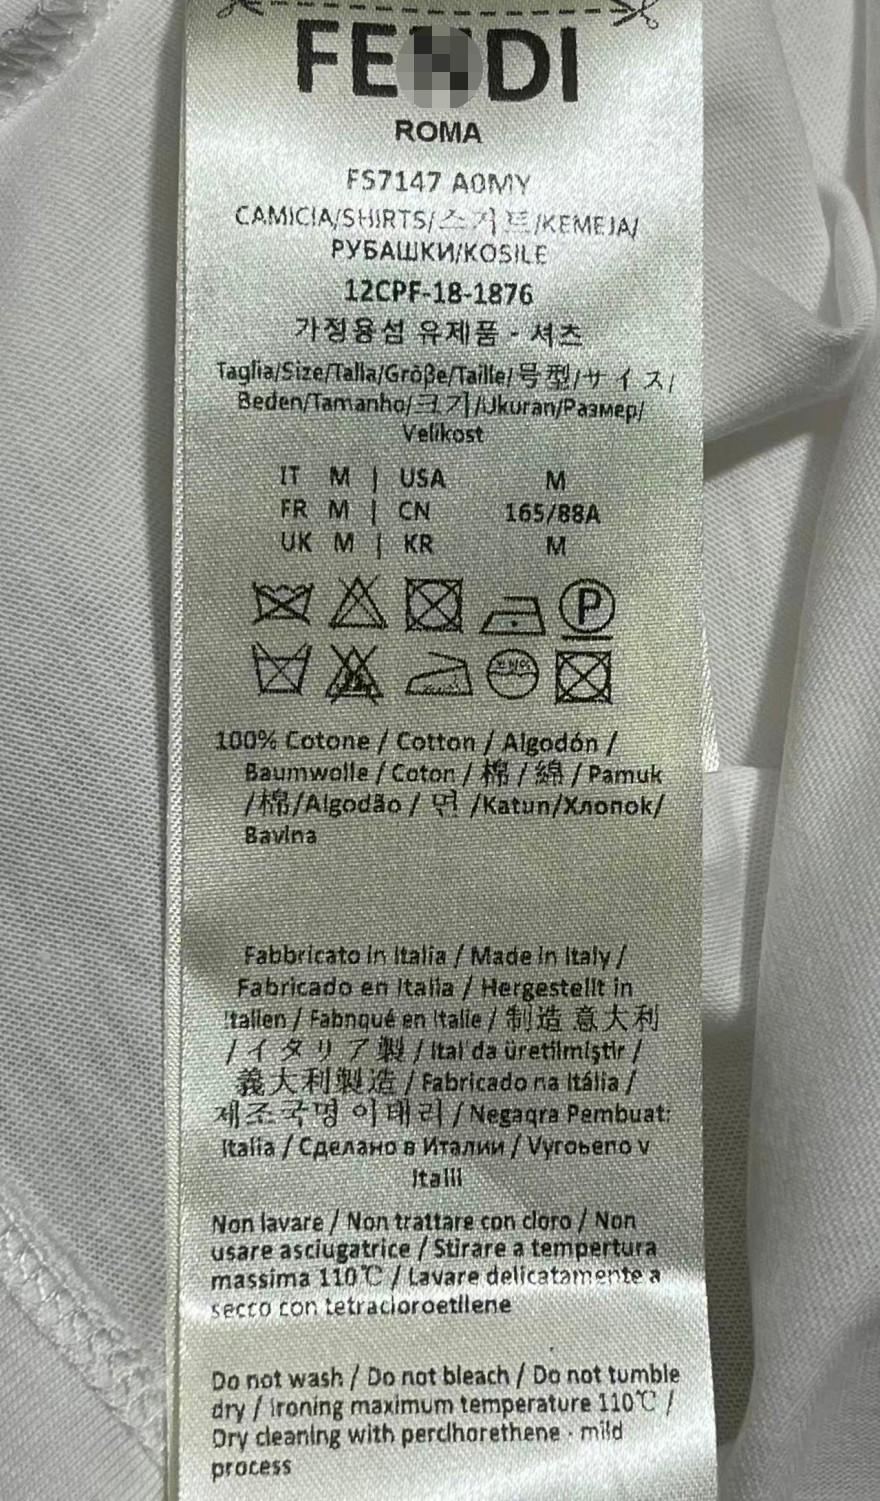 FE DI
ROMA
FS7147 A0MY
CAMICIA/SHIRTS/스커트/KEMEJA/
РУБАШКИ/KOSILE
12CPF-18-1876
가정용섬 유제품 - 셔츠
Taglia/Size/Talla/Größe/Taille/号型/サイズ/
Beden/Tamanho/크기/Ukuran/Размер/
Velikost
IT M | USA M
FR M | CN 165/88A
UK M | KR M
P
드라이
100% Cotone / Cotton / Algodón /
Baumwolle / Coton / 棉 / 綿 / Pamuk
/棉/Algodão / 면 /Katun/Хлопок/
Bavlna
Fabbricato in Italia / Made in Italy /
Fabricado en Italia / Hergestellt in
Italien / Fabnqué en Italie / 制造 意大利
/ イタリア製 / Ital'da üretilmiştir /
義大利製造 / Fabricado na Itália /
제조국명 이태리 / Negaqra Pembuat:
Italia / Сделано в Италии / Vyrobeno v
Italii
Non lavare / Non trattare con cloro / Non
usare asciugatrice / Stirare a tempertura
massima 110℃ / Lavare delicatamente a
secco con tetracloroetilene
Do not wash / Do not bleach / Do not tumble
dry / Ironing maximum temperature 110℃ /
Dry cleaning with perclhorethene - mild
process